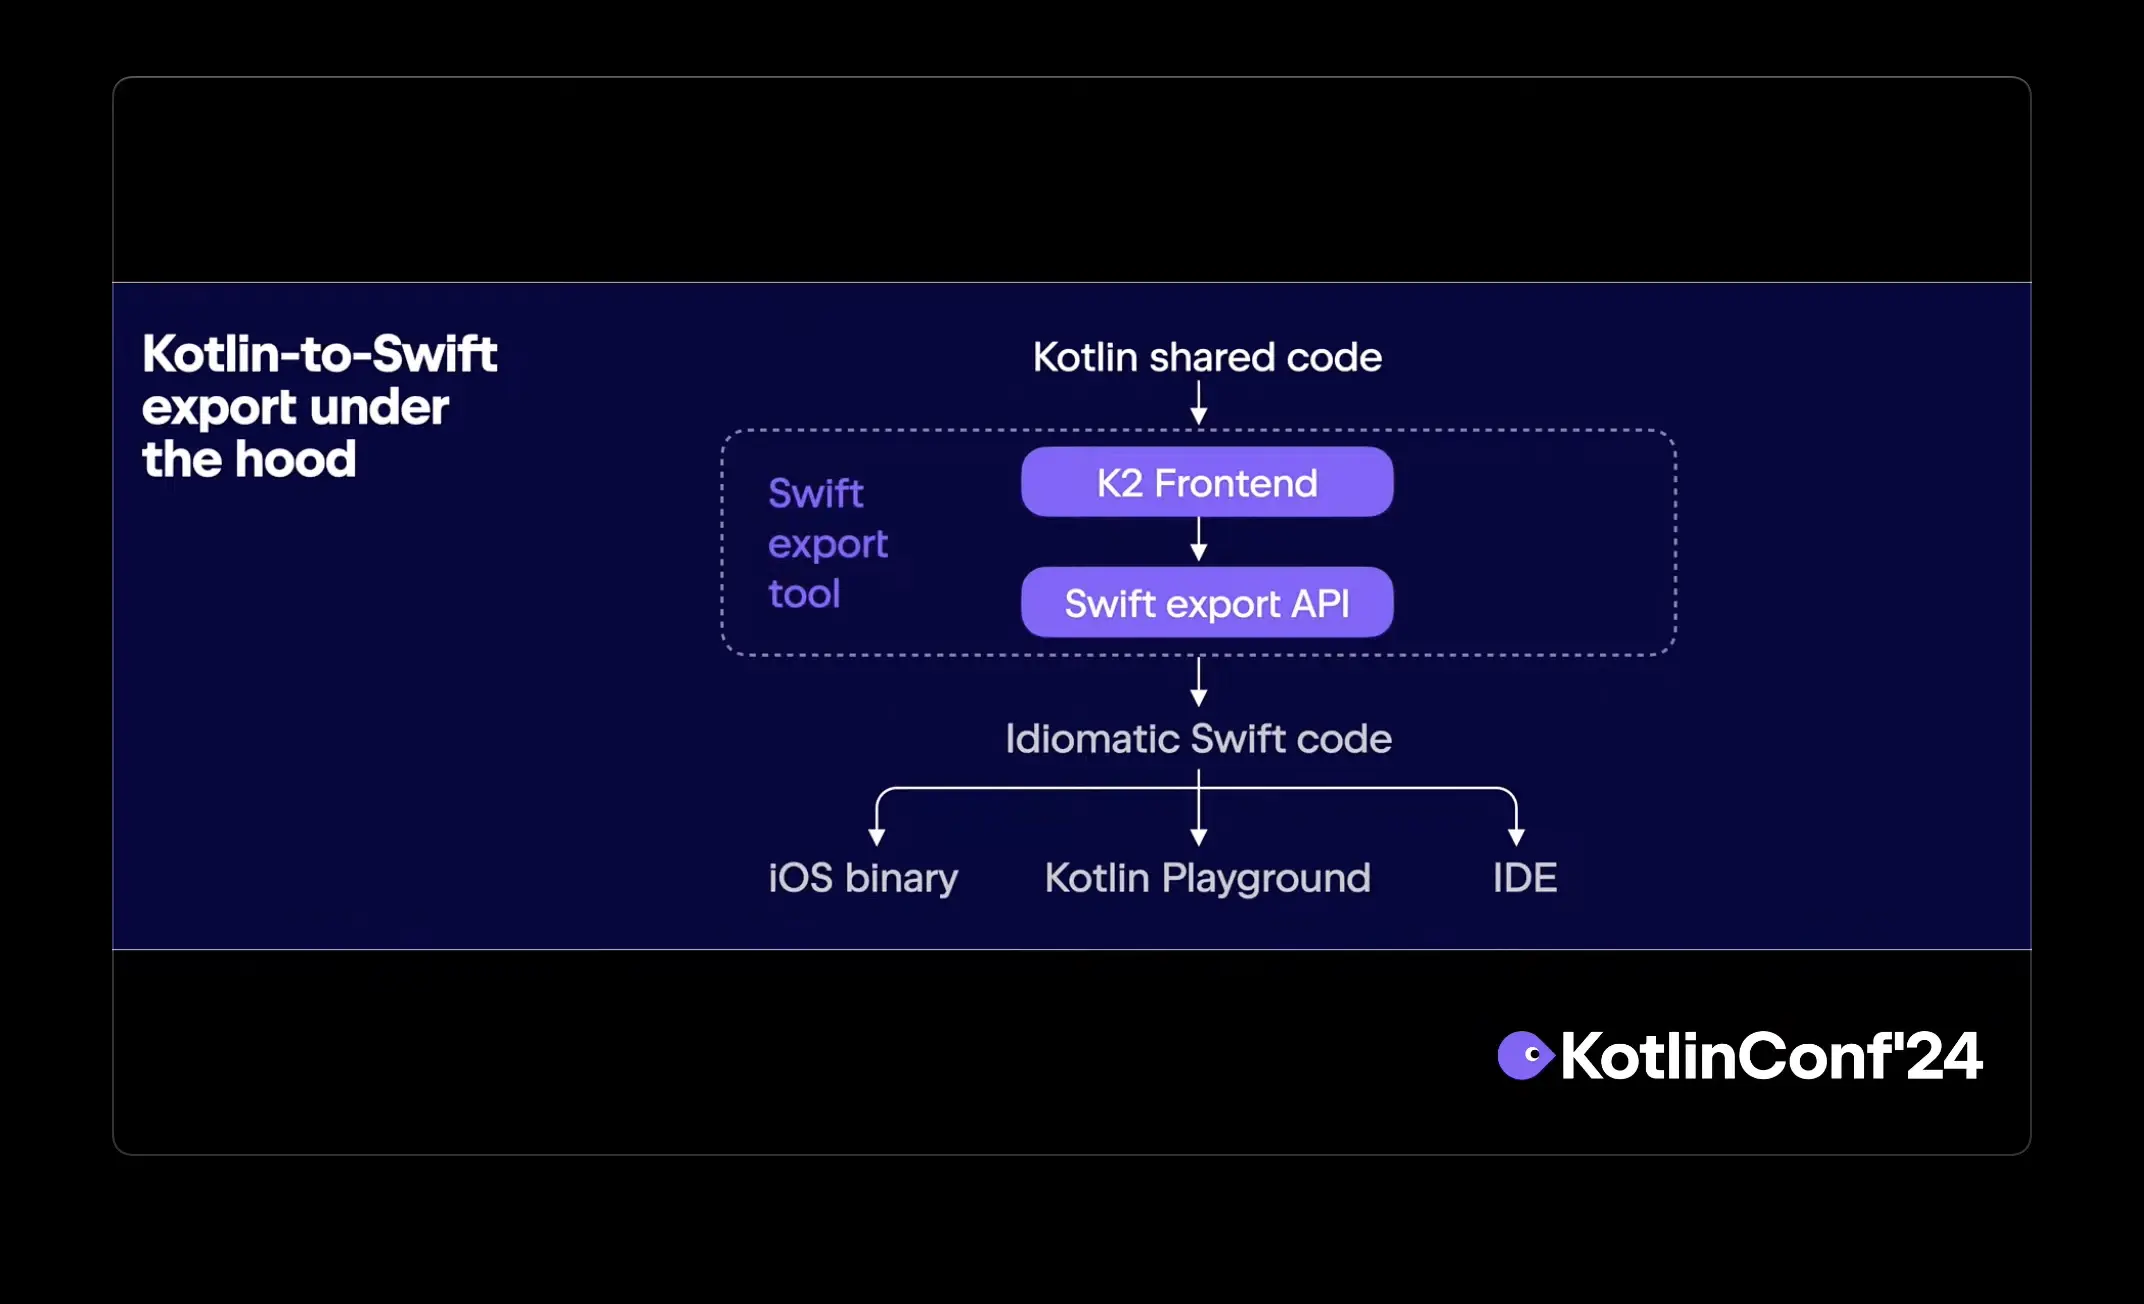 Kotlin-to-Swift
export under
the hood
Kotlin shared code
Swift
export
tool
K2 Frontend
Swift export API
Idiomatic Swift code
iOS binary
Kotlin Playground
IDE
KotlinConf'24